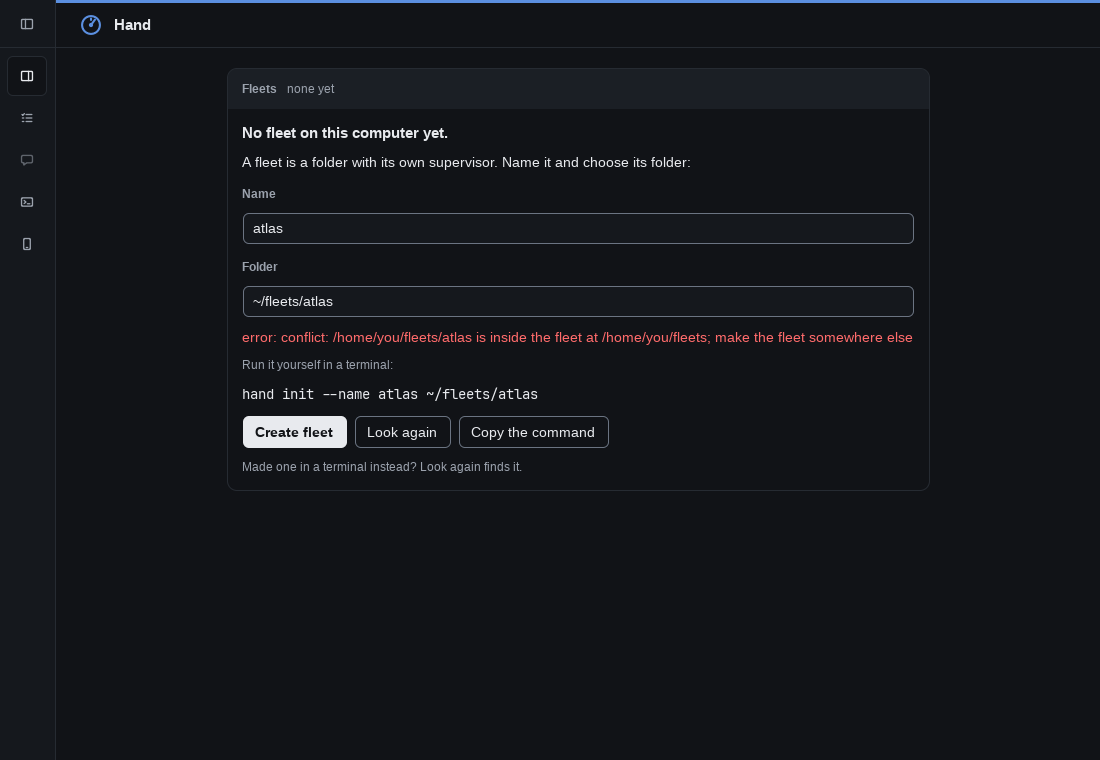 Hand
Fleets none yet
No fleet on this computer yet.
A fleet is a folder with its own supervisor. Name it and choose its folder:
Name
atlas
Folder
~/fleets/atlas
error: conflict: /home/you/fleets/atlas is inside the fleet at /home/you/fleets; make the fleet somewhere else
Run it yourself in a terminal:
hand init --name atlas ~/fleets/atlas
Create fleet Look again Copy the command
Made one in a terminal instead? Look again finds it.